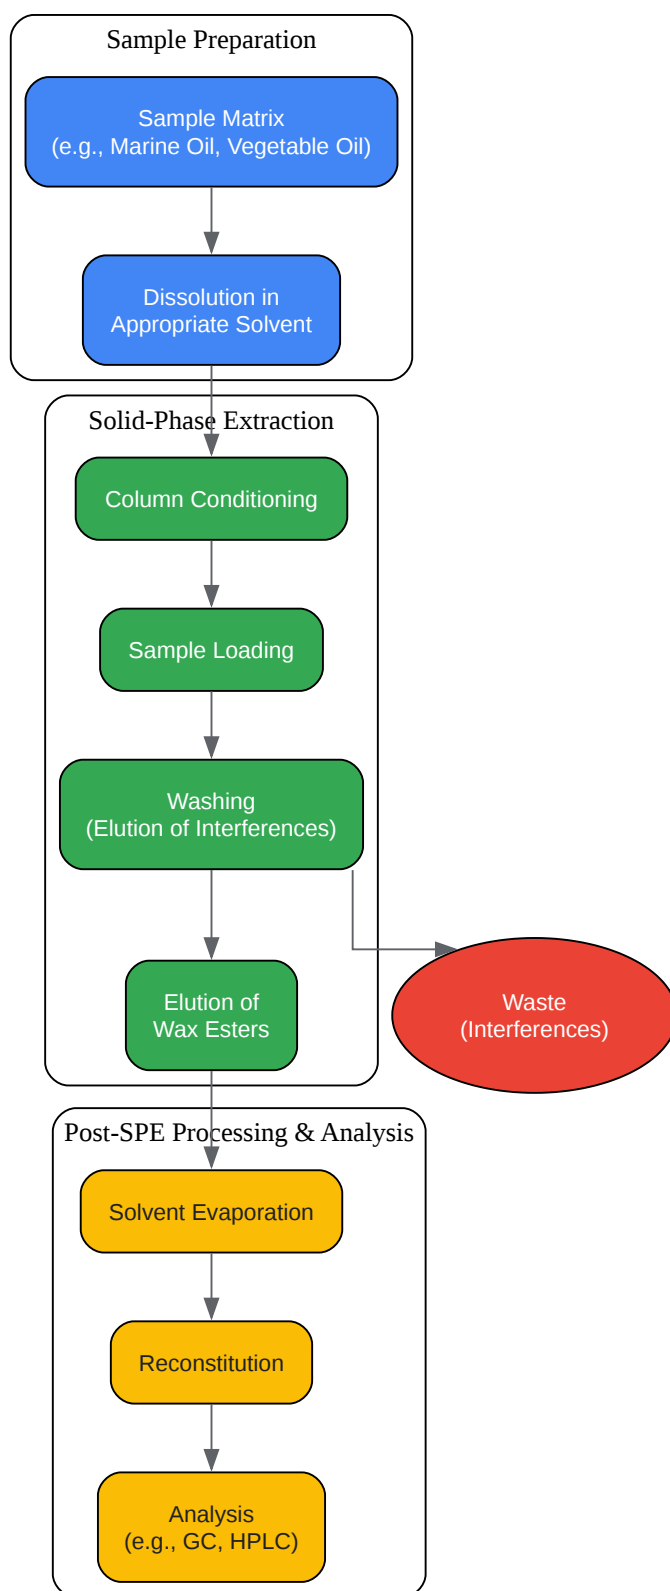 Sample Preparation
Sample Matrix
(e.g., Marine Oil, Vegetable Oil)
Dissolution in
Appropriate Solvent
Solid-Phase Extraction
Column Conditioning
Sample Loading
Washing
(Elution of Interferences)
Elution of
Wax Esters
Waste
(Interferences)
Post-SPE Processing & Analysis
Solvent Evaporation
Reconstitution
Analysis
(e.g., GC, HPLC)